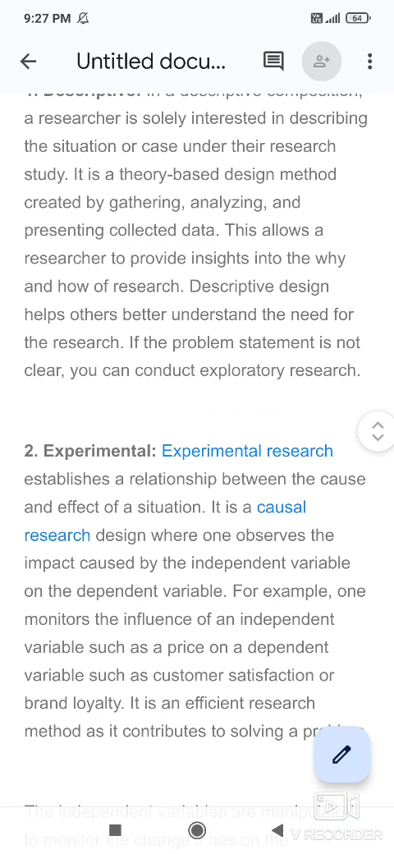 9:27 PM
64
Untitled docu...
1. Descriptive: In a descriptive composition,
a researcher is solely interested in describing
the situation or case under their research
study. It is a theory-based design method
created by gathering, analyzing, and
presenting collected data. This allows a
researcher to provide insights into the why
and how of research. Descriptive design
helps others better understand the need for
the research. If the problem statement is not
clear, you can conduct exploratory research.
2. Experimental: Experimental research
establishes a relationship between the cause
and effect of a situation. It is a causal
research design where one observes the
impact caused by the independent variable
on the dependent variable. For example, one
monitors the influence of an independent
variable such as a price on a dependent
variable such as customer satisfaction or
brand loyalty. It is an efficient research
method as it contributes to solving a
The independent variables are
to monitor the change it has on the
V RECORDER